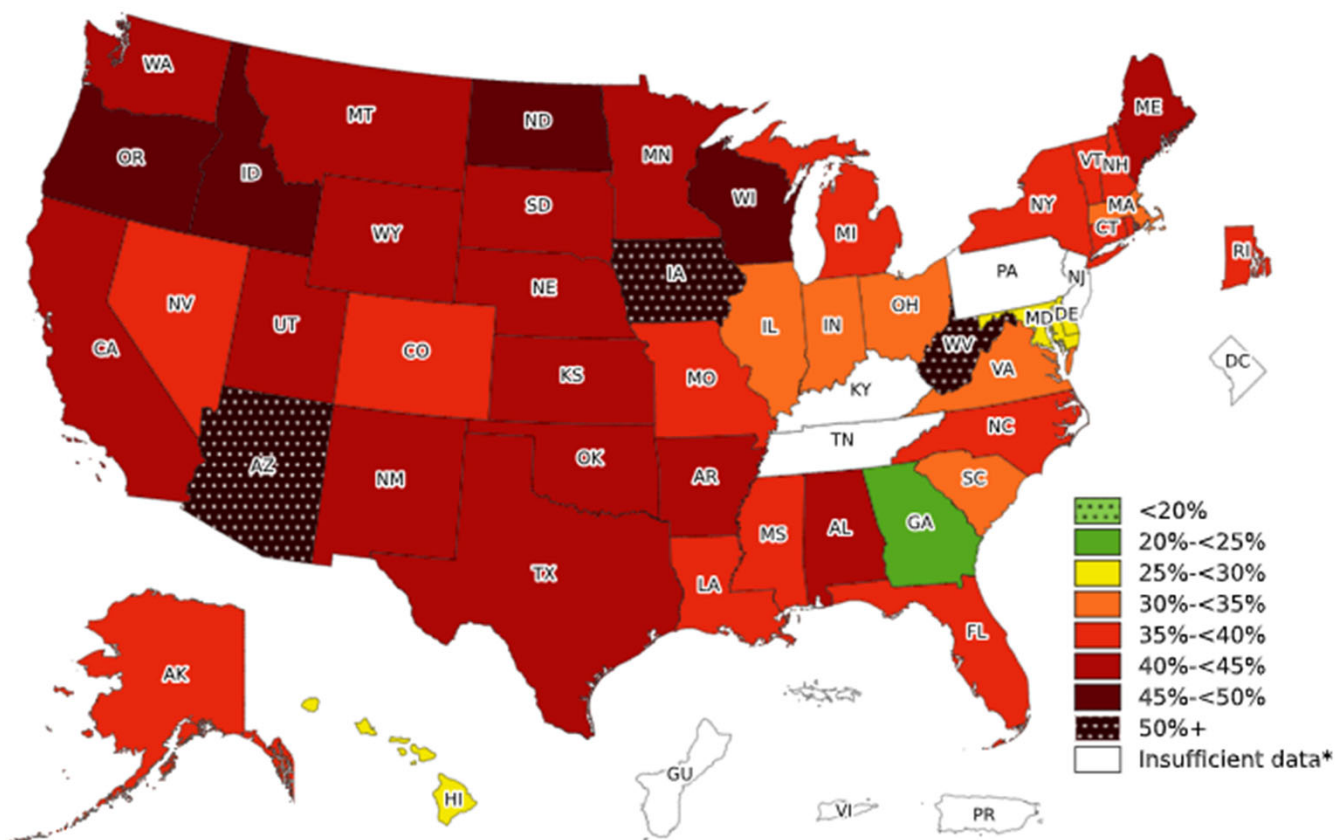 WA
MT
ND
MN
OR
ID
SD
WI
WY
MI
NE
IA
NV
UT
CO
CA
KS
MO
IL
IN
OH
WV
PA
NJ
MD
DE
VA
KY
TN
NC
NY
VT
NH
MA
CT
ME
RI
DC
AZ
NM
OK
AR
TX
LA
MS
AL
GA
SC
FL
AK
HI
GU
VI
PR
<20%
20%-<25%
25%-<30%
30%-<35%
35%-<40%
40%-<45%
45%-<50%
50%+
Insufficient data*